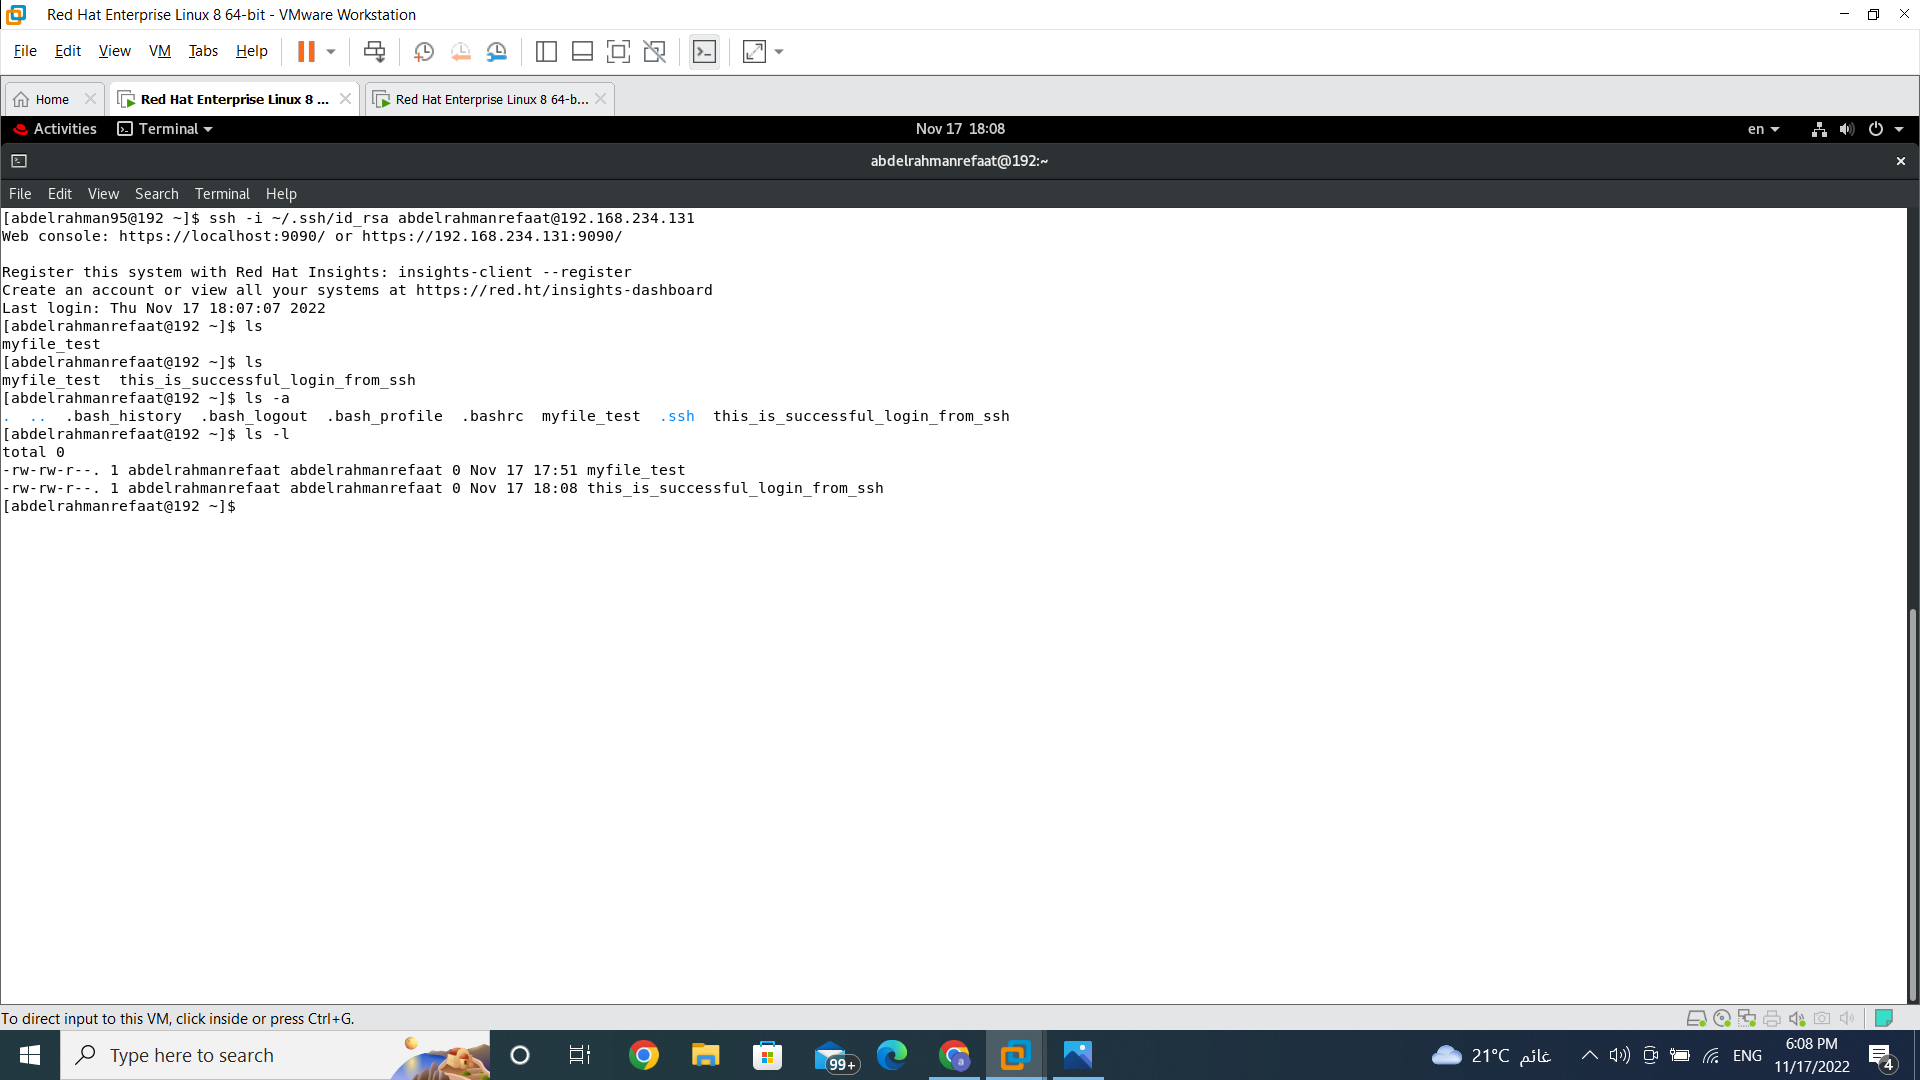 Red Hat Enterprise Linux 8 64-bit - VMware Workstation
File Edit View VM Tabs Help
Home Red Hat Enterprise Linux 8 ... Red Hat Enterprise Linux 8 64-b...
Activities Terminal Nov 17 18:08 en
abdelrahmanrefaat@192:~
File Edit View Search Terminal Help
[abdelrahman95@192 ~]$ ssh -i ~/.ssh/id_rsa abdelrahmanrefaat@192.168.234.131
Web console: https://localhost:9090/ or https://192.168.234.131:9090/
Register this system with Red Hat Insights: insights-client --register
Create an account or view all your systems at https://red.ht/insights-dashboard
Last login: Thu Nov 17 18:07:07 2022
[abdelrahmanrefaat@192 ~]$ ls
myfile_test
[abdelrahmanrefaat@192 ~]$ ls
myfile_test  this_is_successful_login_from_ssh
[abdelrahmanrefaat@192 ~]$ ls -a
.  ..  .bash_history  .bash_logout  .bash_profile  .bashrc  myfile_test  .ssh  this_is_successful_login_from_ssh
[abdelrahmanrefaat@192 ~]$ ls -l
total 0
-rw-rw-r--. 1 abdelrahmanrefaat abdelrahmanrefaat 0 Nov 17 17:51 myfile_test
-rw-rw-r--. 1 abdelrahmanrefaat abdelrahmanrefaat 0 Nov 17 18:08 this_is_successful_login_from_ssh
[abdelrahmanrefaat@192 ~]$
To direct input to this VM, click inside or press Ctrl+G.
Type here to search 99+ a 21°C غائم ENG 6:08 PM
11/17/2022 4